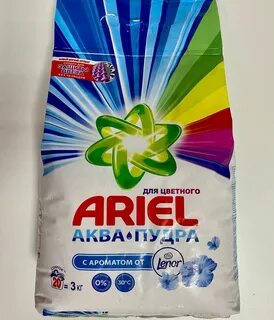 ДЛЯ ЦВЕТНОГО
ARIEL
АКВА ПУДРА
С АРОМАТОМ ОТ Lenor
20 = 3 кг
0% 30°C